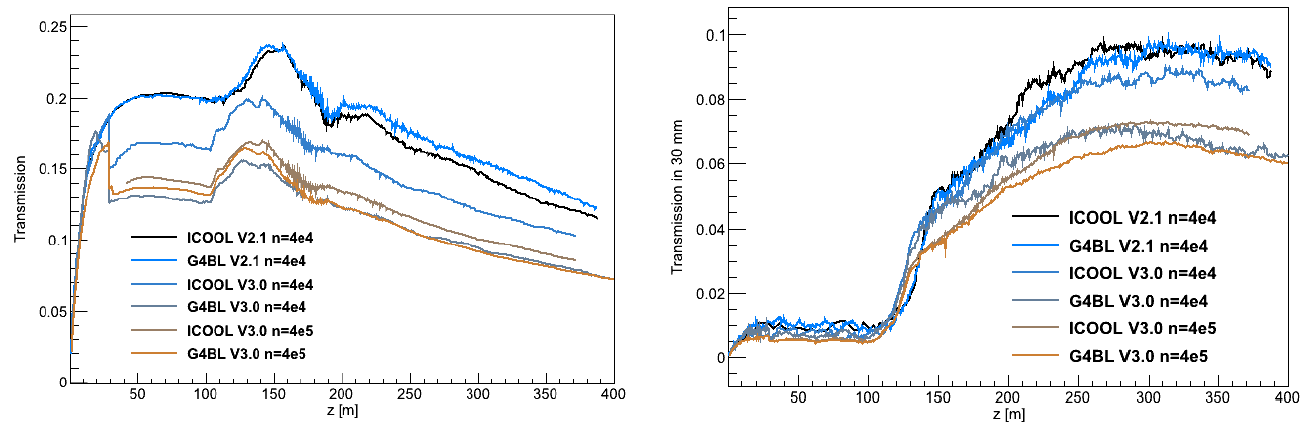 Transmission
0.25
0.2
0.15
0.1
0.05
0
50
100
150
200
250
300
350
400
z [m]
ICOOL V2.1 n=4e4
G4BL V2.1 n=4e4
ICOOL V3.0 n=4e4
G4BL V3.0 n=4e4
ICOOL V3.0 n=4e5
G4BL V3.0 n=4e5
Transmission in 30 mm
0.1
0.08
0.06
0.04
0.02
0
50
100
150
200
250
300
350
400
z [m]
ICOOL V2.1 n=4e4
G4BL V2.1 n=4e4
ICOOL V3.0 n=4e4
G4BL V3.0 n=4e4
ICOOL V3.0 n=4e5
G4BL V3.0 n=4e5